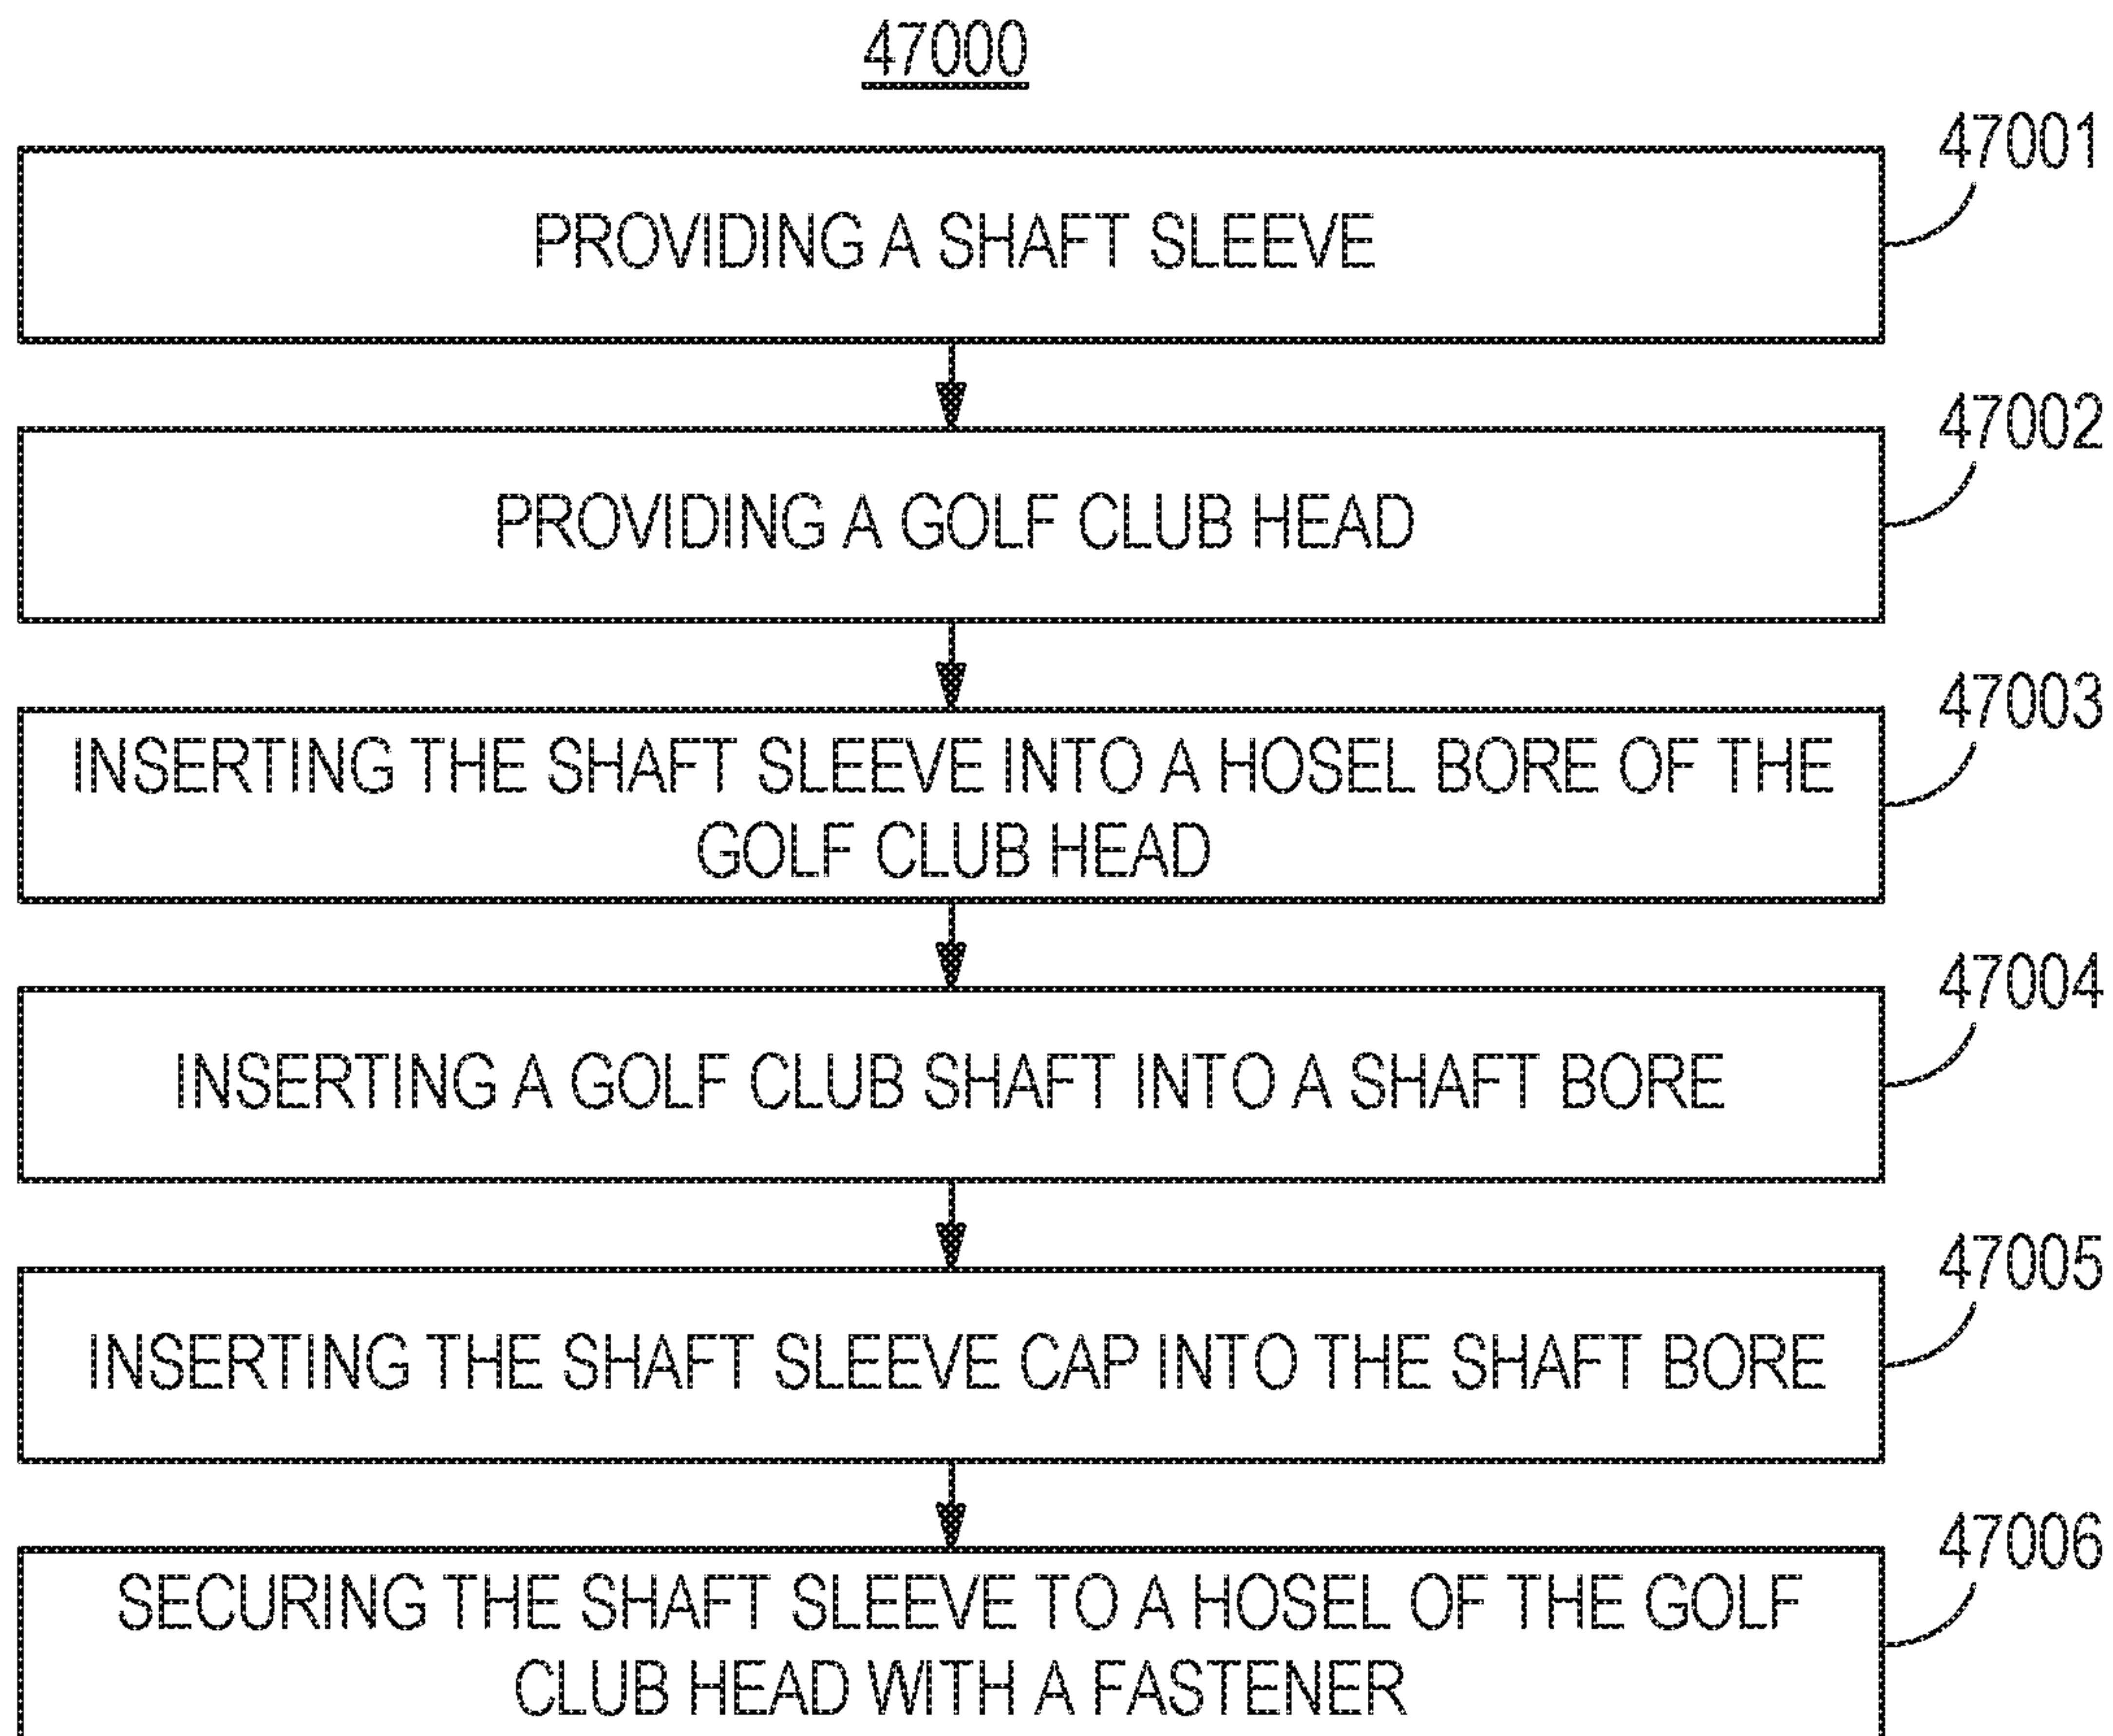 47000
47001
PROVIDING A SHAFT SLEEVE
47002
PROVIDING A GOLF CLUB HEAD
47003
INSERTING THE SHAFT SLEEVE INTO A HOSEL BORE OF THE
GOLF CLUB HEAD
47004
INSERTING A GOLF CLUB SHAFT INTO A SHAFT BORE
47005
INSERTING THE SHAFT SLEEVE CAP INTO THE SHAFT BORE
47006
SECURING THE SHAFT SLEEVE TO A HOSEL OF THE GOLF
CLUB HEAD WITH A FASTENER